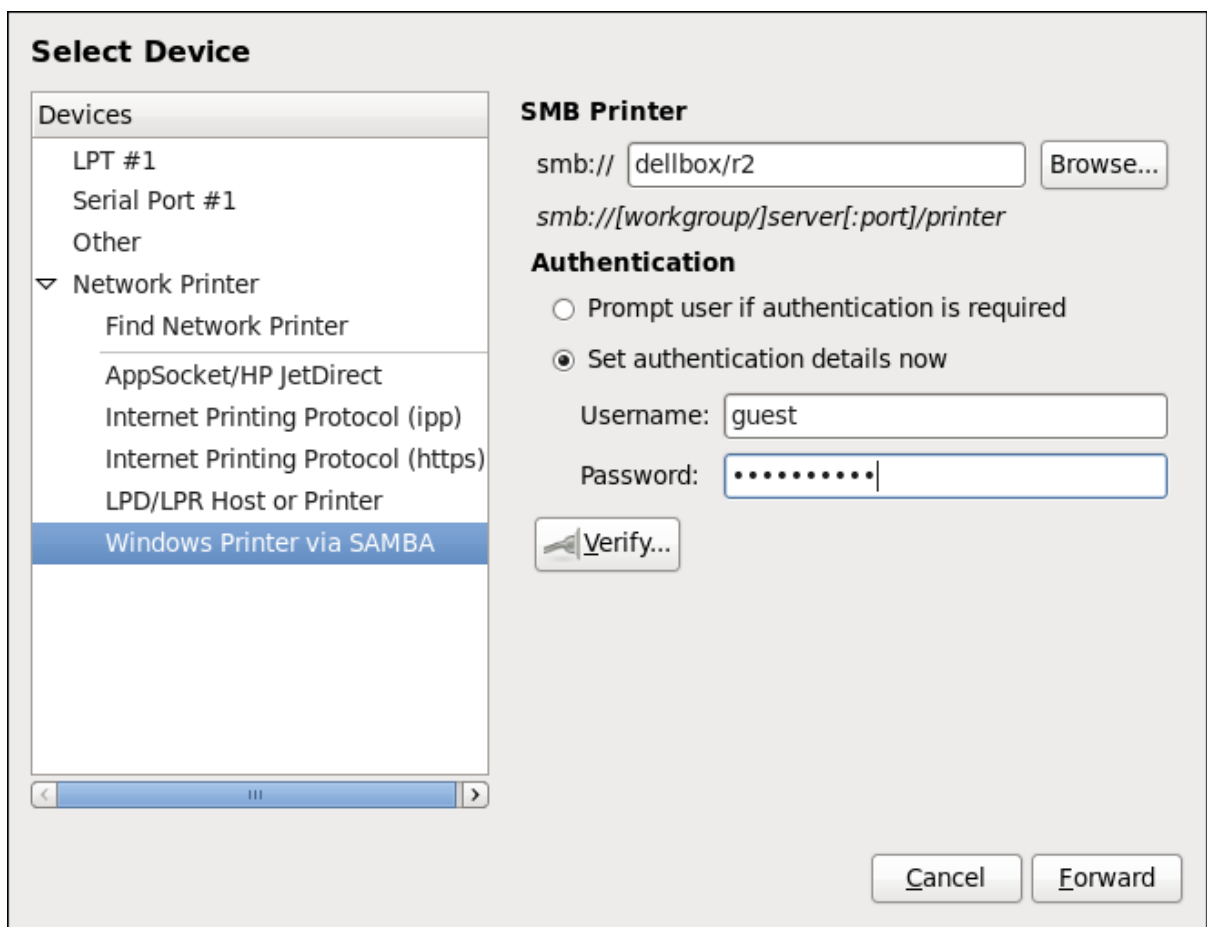 Select Device
Devices
LPT #1
Serial Port #1
Other
Network Printer
Find Network Printer
AppSocket/HP JetDirect
Internet Printing Protocol (ipp)
Internet Printing Protocol (https)
LPD/LPR Host or Printer
Windows Printer via SAMBA
SMB Printer
smb:// dellbox/r2 Browse...
smb://[workgroup/]server[:port]/printer
Authentication
Prompt user if authentication is required
Set authentication details now
Username: guest
Password: ••••••••••
Verify...
Cancel Forward